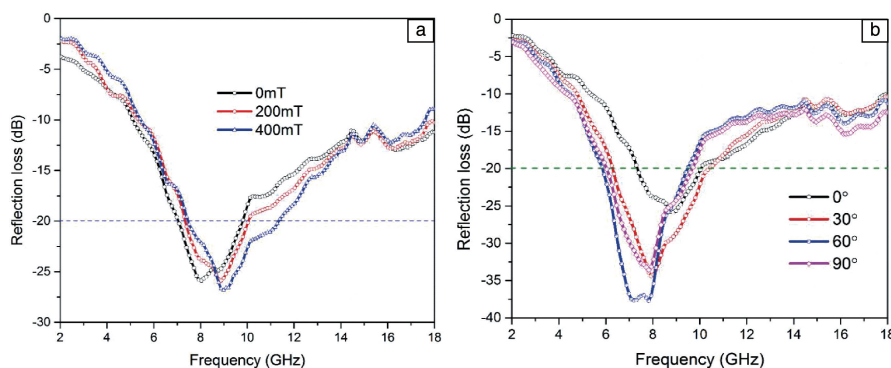 a
0
-5
-10
-15
-20
-25
-30
Reflection loss (dB)
0mT
200mT
400mT
2 4 6 8 10 12 14 16 18
Frequency (GHz)
b
0
-5
-10
-15
-20
-25
-30
-35
-40
Reflection loss (dB)
0°
30°
60°
90°
2 4 6 8 10 12 14 16 18
Frequency (GHz)